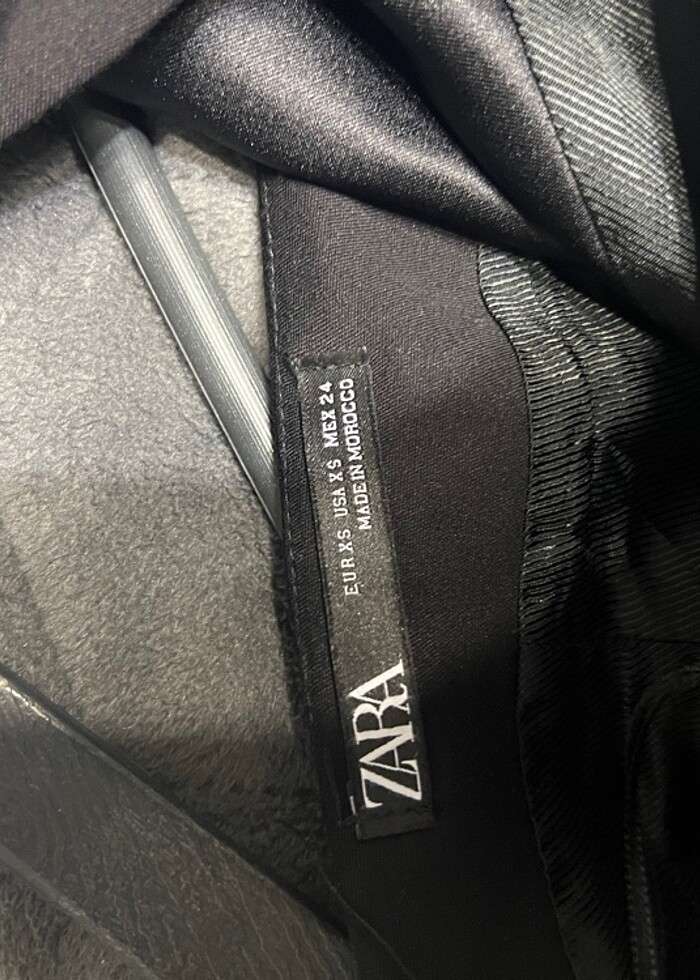 ZARA
EUR XS USA XS MEX 24
MADE IN MOROCCO